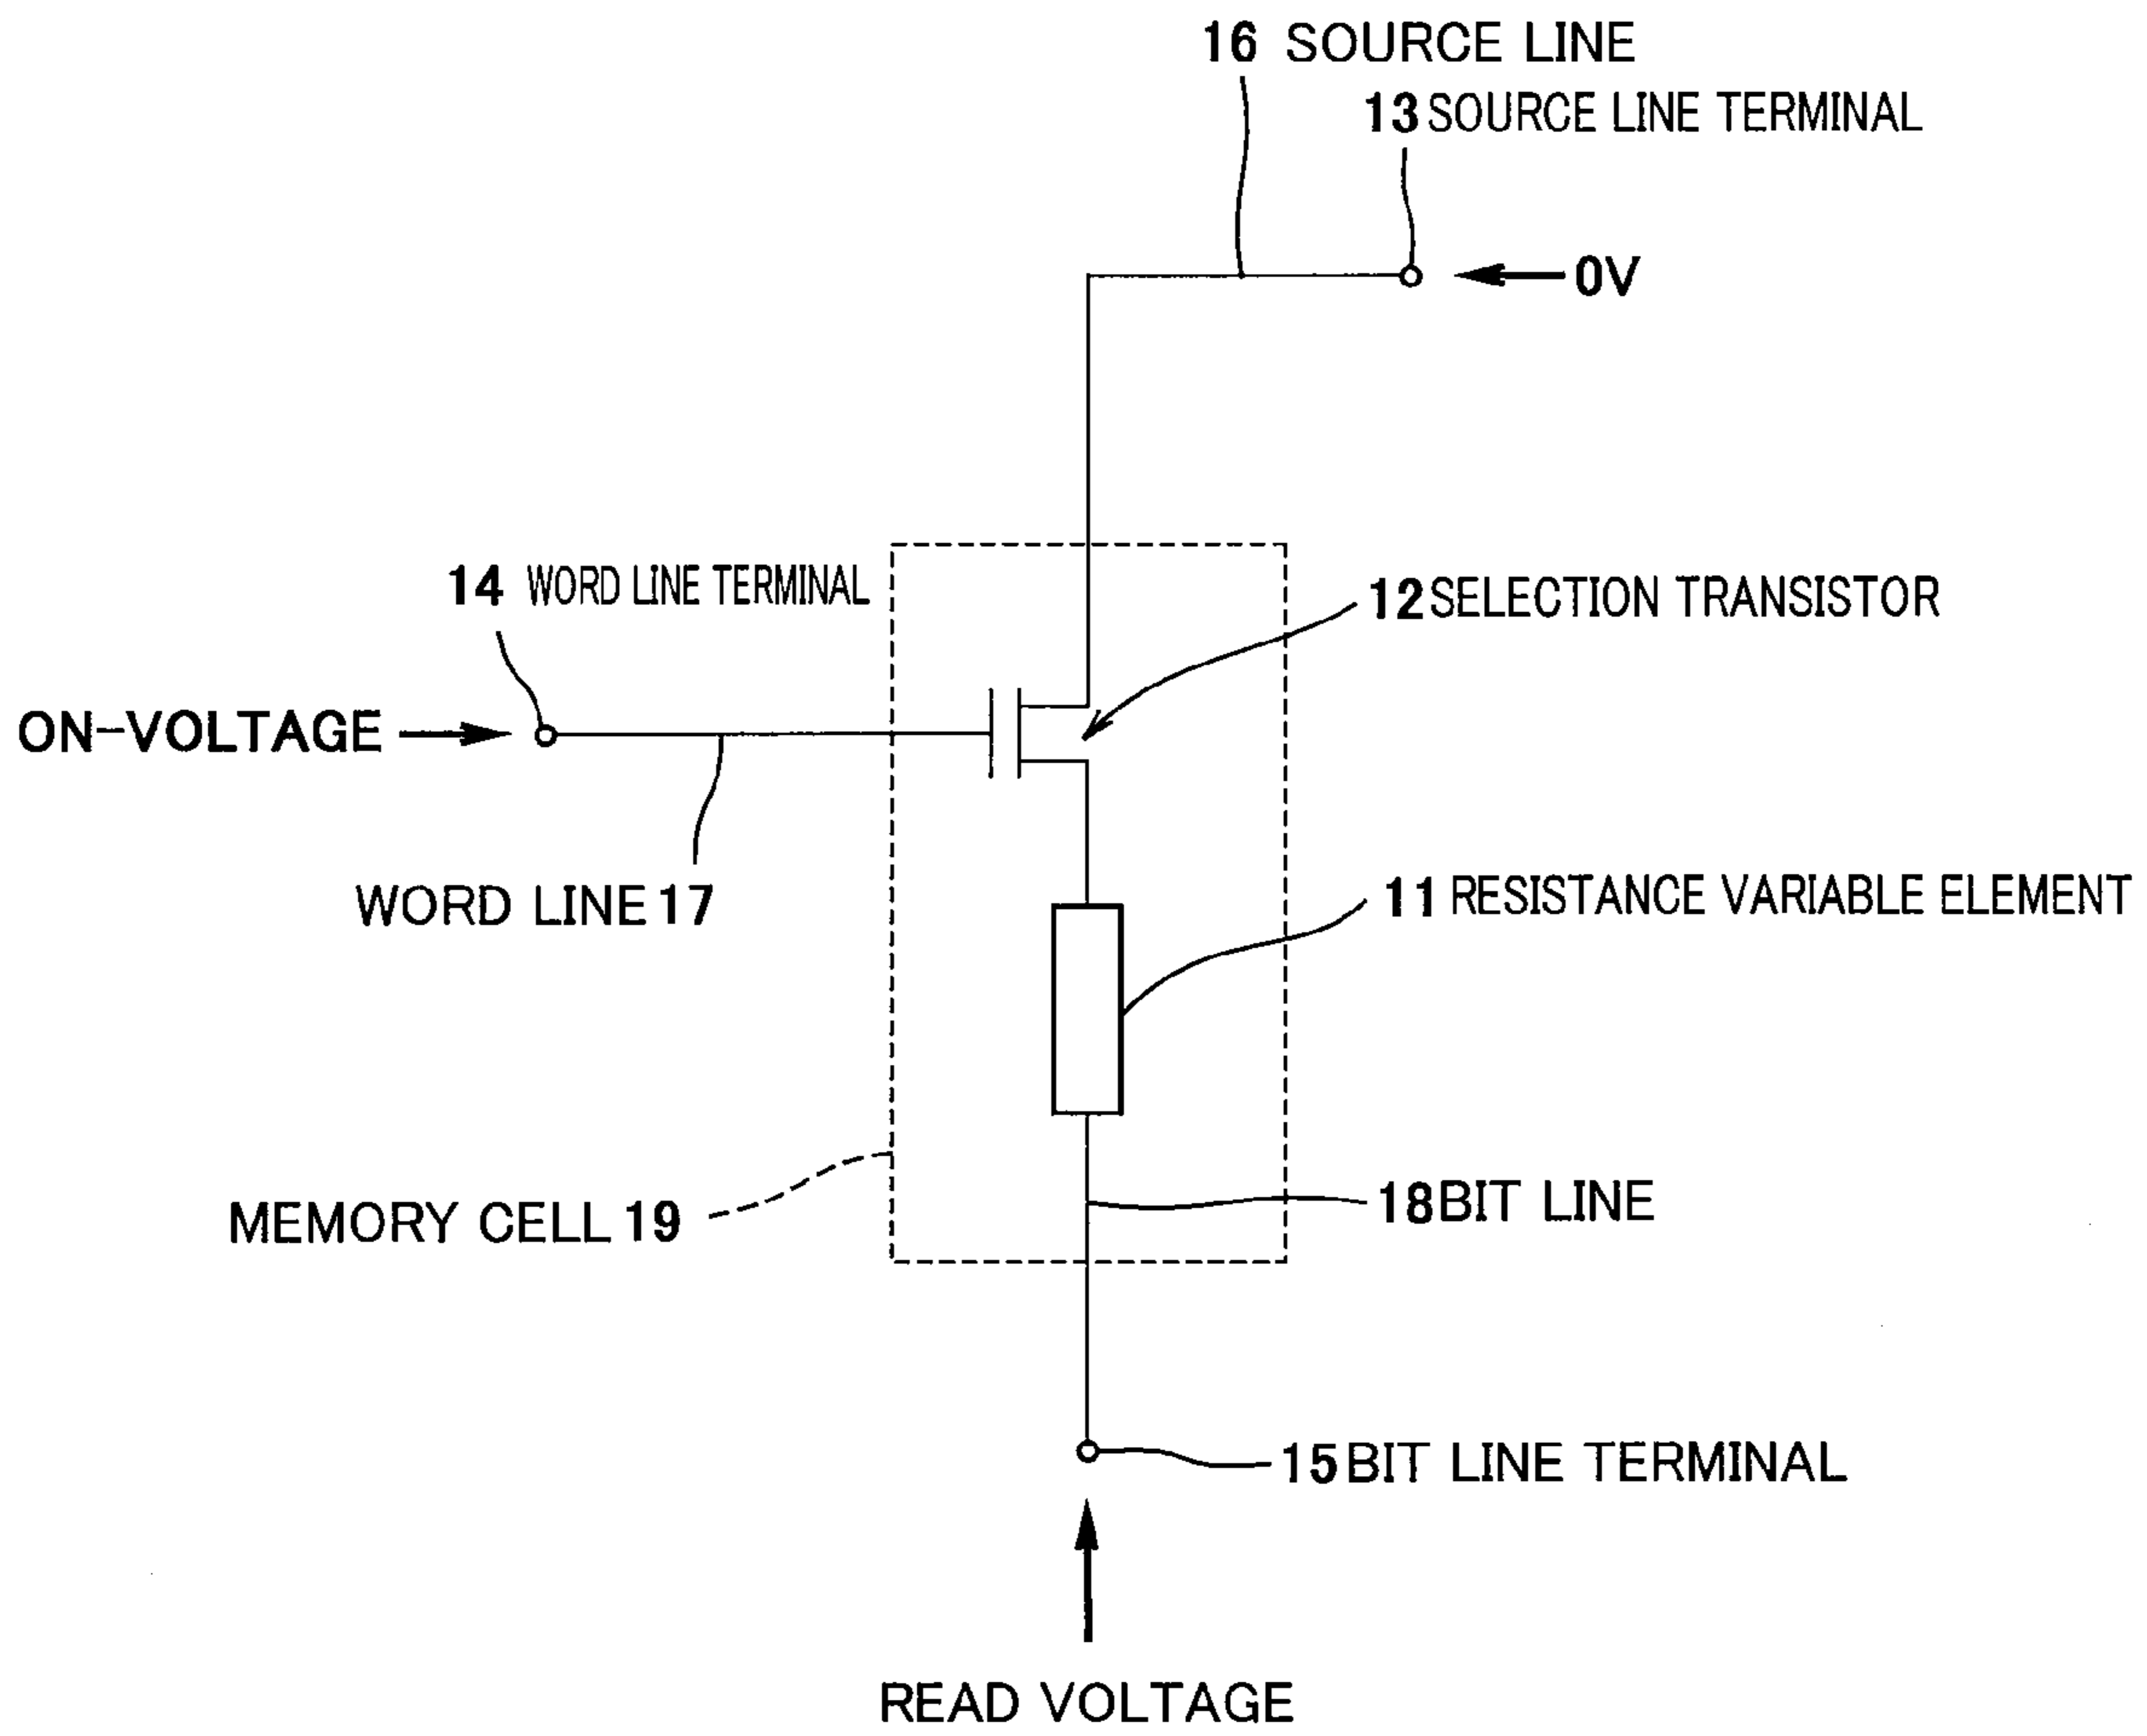 16 SOURCE LINE
13 SOURCE LINE TERMINAL
0V
14 WORD LINE TERMINAL
12 SELECTION TRANSISTOR
ON-VOLTAGE
11 RESISTANCE VARIABLE ELEMENT
WORD LINE 17
18 BIT LINE
MEMORY CELL 19
15 BIT LINE TERMINAL
READ VOLTAGE